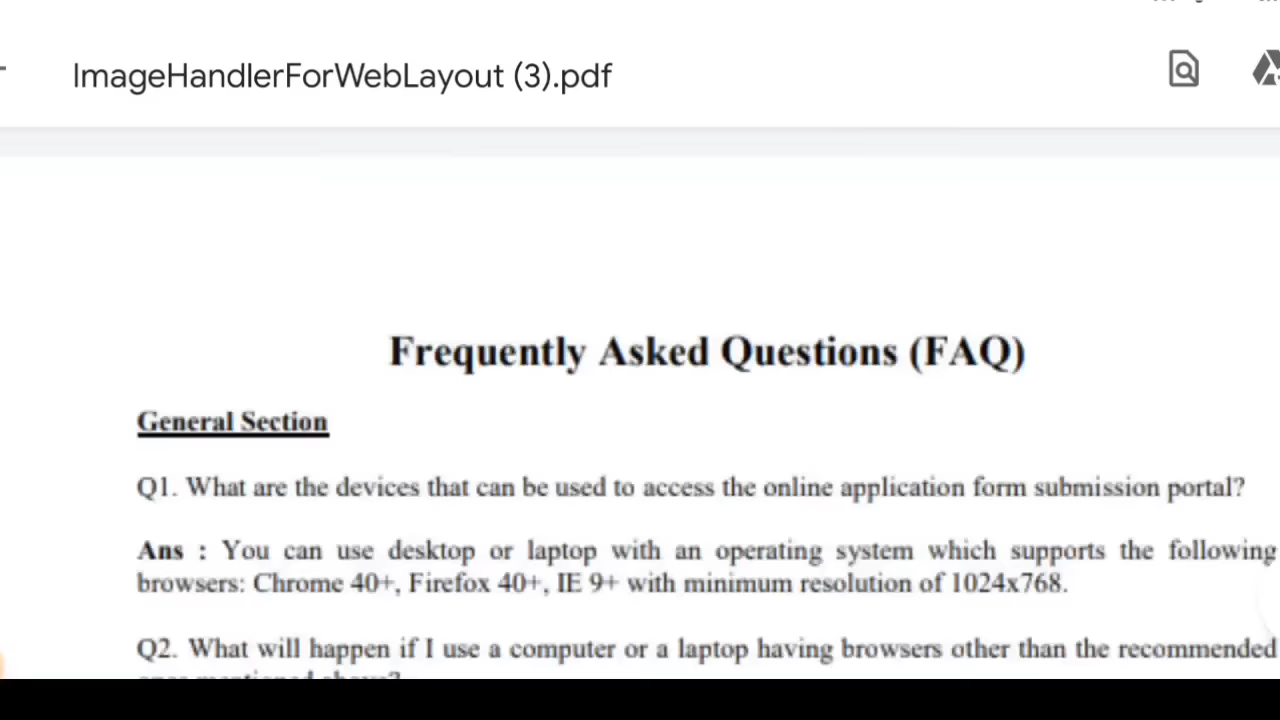 ImageHandlerForWebLayout (3).pdf
Frequently Asked Questions (FAQ)
General Section
Q1. What are the devices that can be used to access the online application form submission portal?
Ans : You can use desktop or laptop with an operating system which supports the following
browsers: Chrome 40+, Firefox 40+, IE 9+ with minimum resolution of 1024x768.
Q2. What will happen if I use a computer or a laptop having browsers other than the recommended
ones mentioned above?